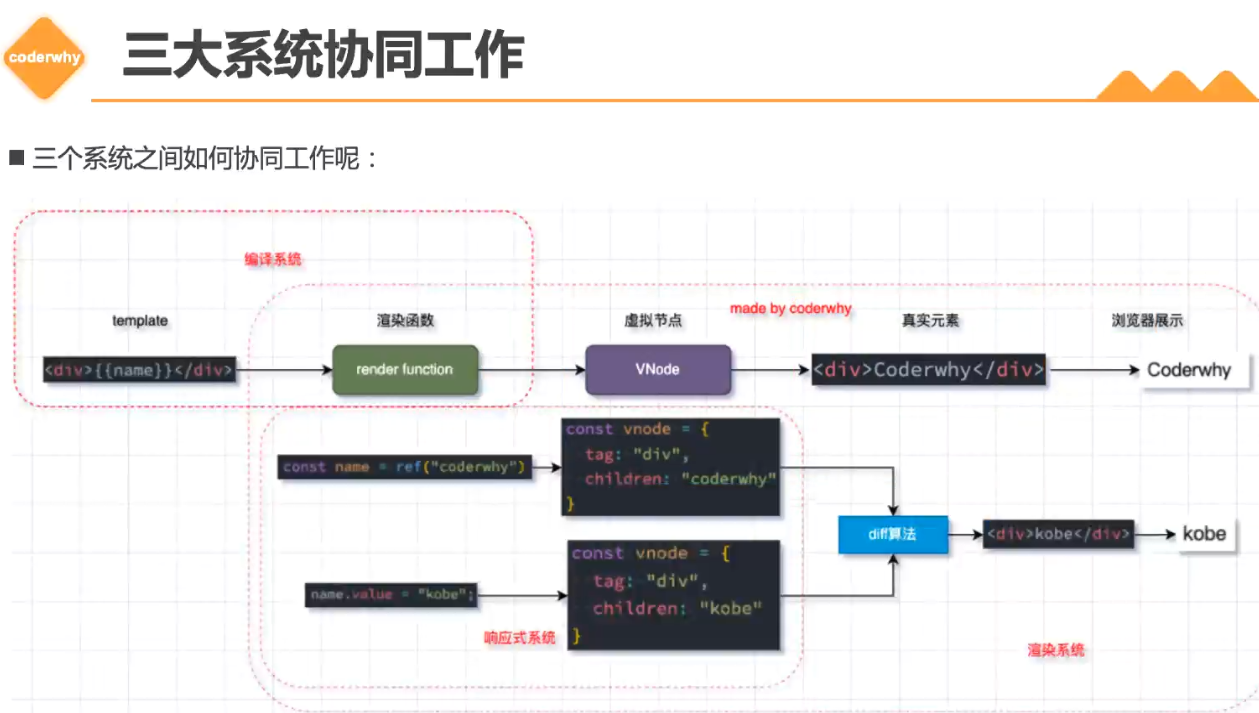 coderwhy
三大系统协同工作
三个系统之间如何协同工作呢：
编译系统
made by coderwhy
template
渲染函数
虚拟节点
真实元素
浏览器展示
<div>{{name}}</div>
render function
VNode
<div>Coderwhy</div>
Coderwhy
const name = ref("coderwhy")
const vnode = {
tag: "div",
children: "coderwhy"
}
diff算法
<div>kobe</div>
kobe
name.value = "kobe";
const vnode = {
tag: "div",
children: "kobe"
}
响应式系统
渲染系统